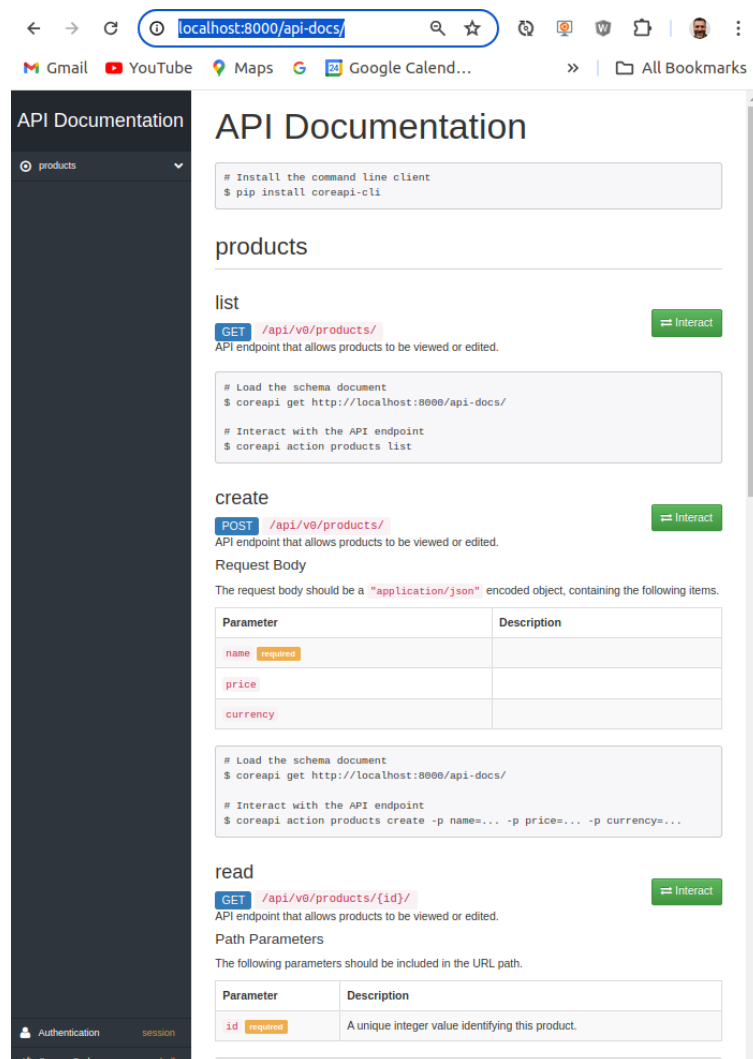 localhost:8000/api-docs/
Gmail YouTube Maps Google Calend... » All Bookmarks
API Documentation
products
Authentication session
API Documentation
# Install the command line client
$ pip install coreapi-cli
products
list
GET /api/v0/products/
Interact
API endpoint that allows products to be viewed or edited.
# Load the schema document
$ coreapi get http://localhost:8000/api-docs/
# Interact with the API endpoint
$ coreapi action products list
create
POST /api/v0/products/
Interact
API endpoint that allows products to be viewed or edited.
Request Body
The request body should be a "application/json" encoded object, containing the following items.
Parameter Description
name required
price
currency
# Load the schema document
$ coreapi get http://localhost:8000/api-docs/
# Interact with the API endpoint
$ coreapi action products create -p name=... -p price=... -p currency=...
read
GET /api/v0/products/{id}/
Interact
API endpoint that allows products to be viewed or edited.
Path Parameters
The following parameters should be included in the URL path.
Parameter Description
id required A unique integer value identifying this product.